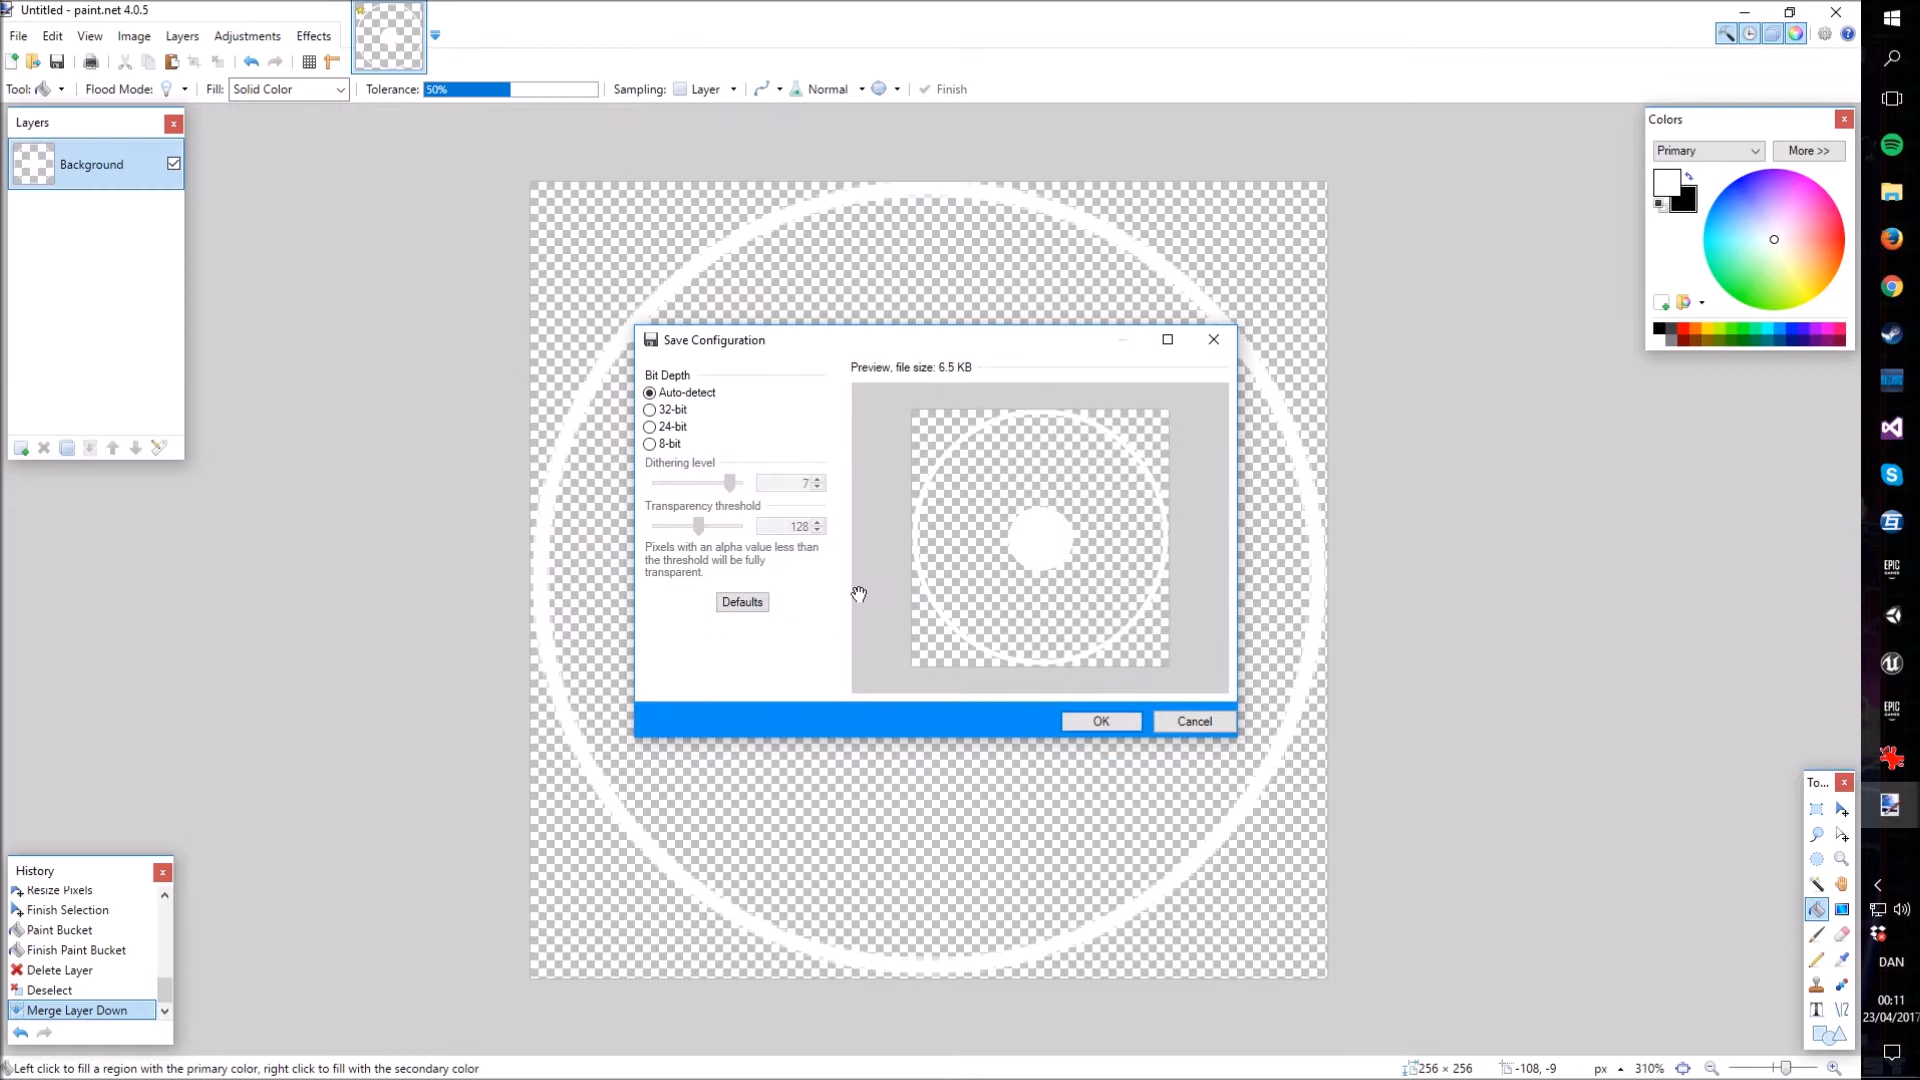 Untitled - paint.net 4.0.5
File Edit View Image Layers Adjustments Effects
Tool: Flood Mode: Fill: Solid Color Tolerance: 50% Sampling: Layer Normal Finish
Layers
Background
Colors
Primary More >>
Save Configuration
Bit Depth
Auto-detect
32-bit
24-bit
8-bit
Dithering level
7
Transparency threshold
128
Pixels with an alpha value less than
the threshold will be fully
transparent.
Defaults
Preview, file size: 6.5 KB
OK Cancel
History
Resize Pixels
Finish Selection
Paint Bucket
Finish Paint Bucket
Delete Layer
Deselect
Merge Layer Down
To...
EPIC
GAMES
EPIC
GAMES
DAN
00:11
23/04/2017
Left click to fill a region with the primary color, right click to fill with the secondary color
256 × 256 -108, -9 px 310%